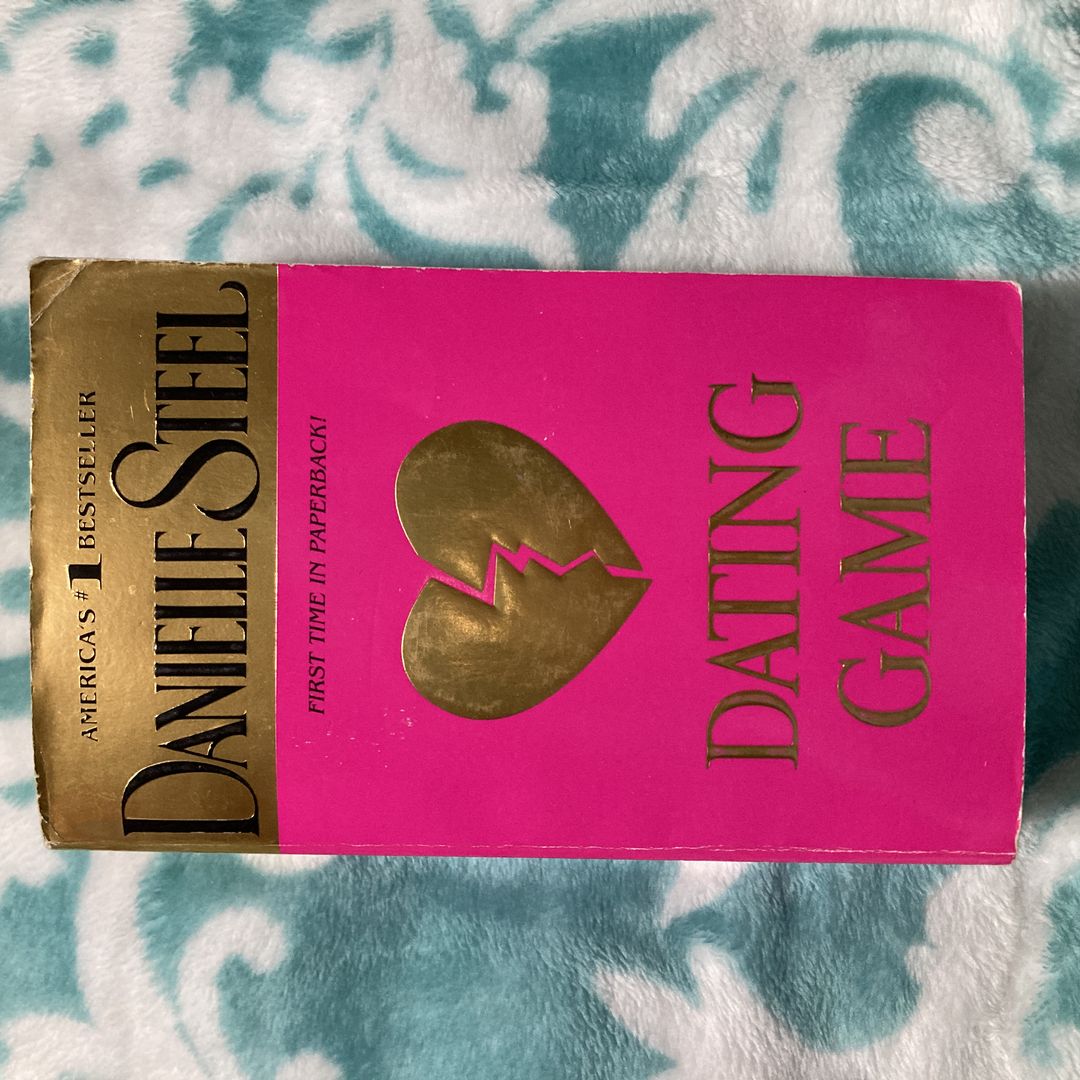 AMERICA'S #1 BESTSELLER
DANIELLE STEEL
FIRST TIME IN PAPERBACK!
DATING
GAME